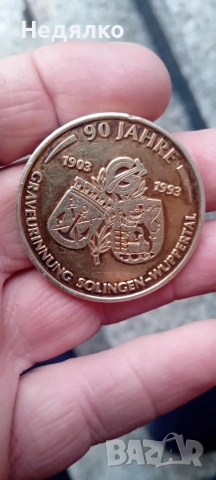 Недялко
90 JAHRE
1903 1993
GRAVEURINNUNG SOLINGEN-WUPPERTAL
bazar